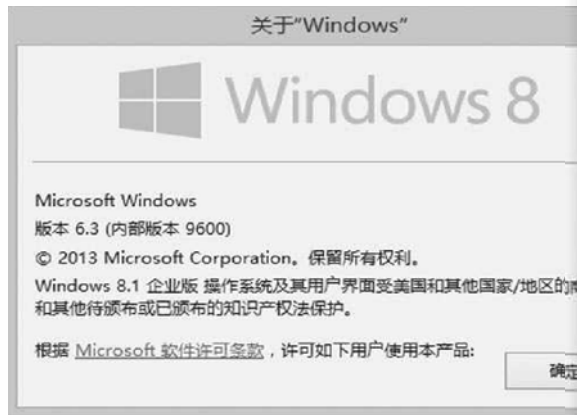 关于“Windows”
Windows 8
Microsoft Windows
版本 6.3 (内部版本 9600)
© 2013 Microsoft Corporation。保留所有权利。
Windows 8.1 企业版 操作系统及其用户界面受美国和其他国家/地区的
和其他待颁布或已颁布的知识产权法保护。
根据 Microsoft 软件许可条款，许可如下用户使用本产品:
确定